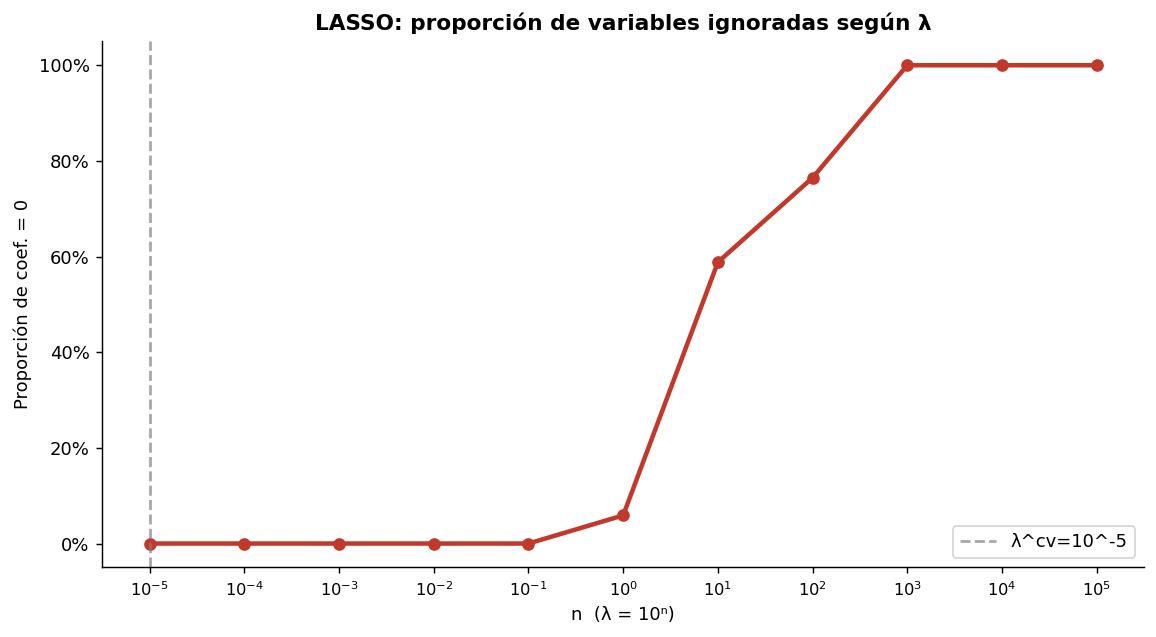 LASSO: proporción de variables ignoradas según λ
Proporción de coef. = 0
100%
80%
60%
40%
20%
0%
10⁻⁵ 10⁻⁴ 10⁻³ 10⁻² 10⁻¹ 10⁰ 10¹ 10² 10³ 10⁴ 10⁵
n (λ = 10ⁿ)
λ^cv=10^-5